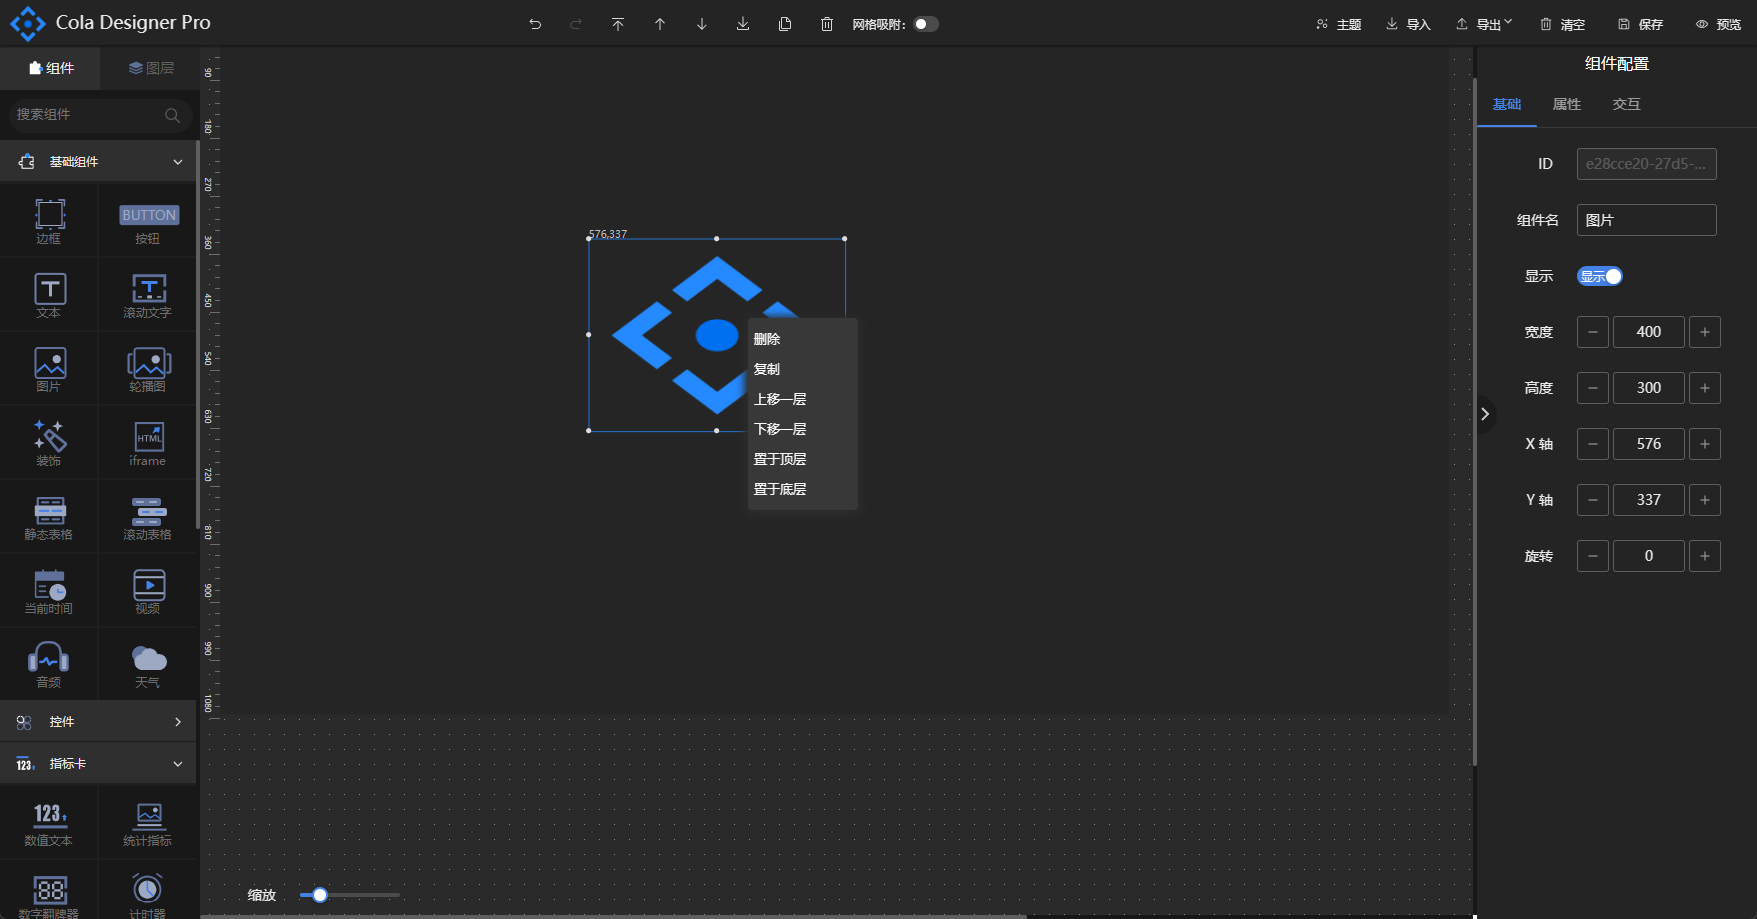 Cola Designer Pro
网格吸附:
主题
导入
导出
清空
保存
预览
组件
图层
搜索组件
基础组件
边框
BUTTON
按钮
T
文本
T
滚动文字
图片
轮播图
装饰
HTML
iframe
静态表格
滚动表格
当前时间
视频
音频
天气
控件
123
指标卡
123
数值文本
统计指标
88
数字翻牌器
计时器
90
180
270
360
450
540
630
720
810
900
990
1080
576,337
删除
复制
上移一层
下移一层
置于顶层
置于底层
缩放
组件配置
基础
属性
交互
ID
e28cce20-27d5-...
组件名
图片
显示
显示
宽度
− 400 +
高度
− 300 +
X 轴
− 576 +
Y 轴
− 337 +
旋转
− 0 +